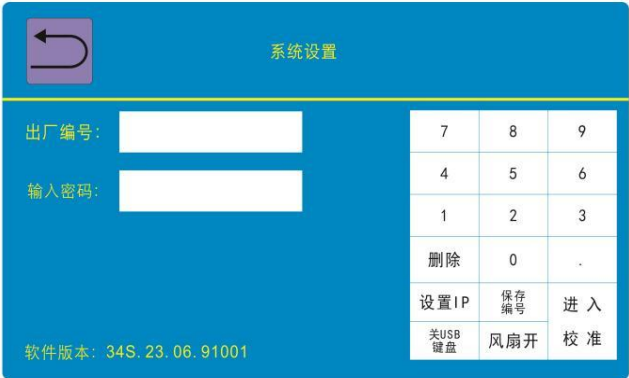 系统设置
出厂编号:
输入密码:
7 8 9
4 5 6
1 2 3
删除 0 .
设置IP 保存编号 进入校准
关USB键盘 风扇开
软件版本: 34S.23.06.91001